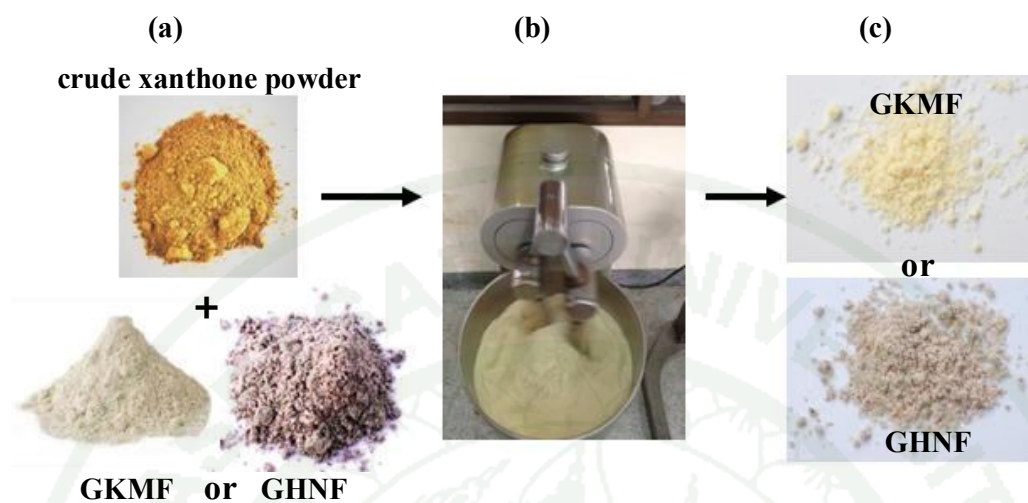 (a) (b) (c)
crude xanthone powder
GKMF
or
+
GHNF
GKMF or GHNF